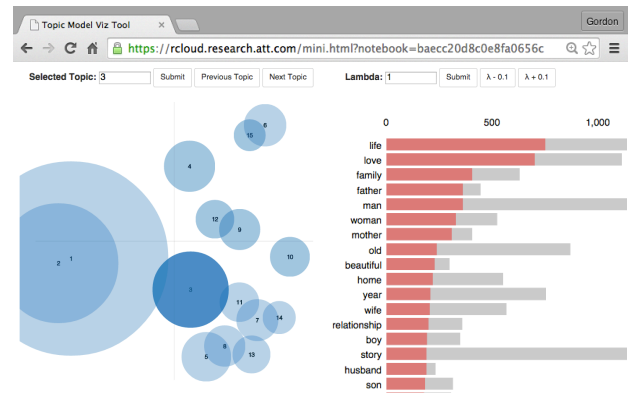 Topic Model Viz Tool ×
Gordon
https://rcloud.research.att.com/mini.html?notebook=baecc20d8c0e8fa0656c
Selected Topic: 3 Submit Previous Topic Next Topic Lambda: 1 Submit λ - 0.1 λ + 0.1
0 500 1,000
life
love
family
father
man
woman
mother
old
beautiful
home
year
wife
relationship
boy
story
husband
son
6
15
4
12
9
2 1
10
3
11
7
14
8
5
13